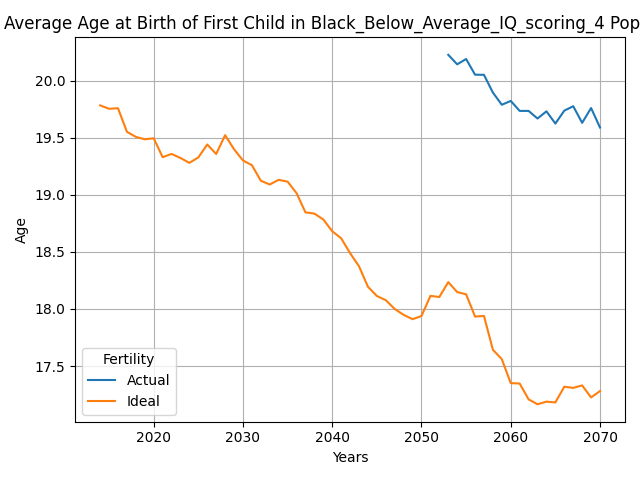 Average Age at Birth of First Child in Black_Below_Average_IQ_scoring_4 Pop
20.0
19.5
19.0
18.5
18.0
17.5
Age
Fertility
Actual
Ideal
2020 2030 2040 2050 2060 2070
Years